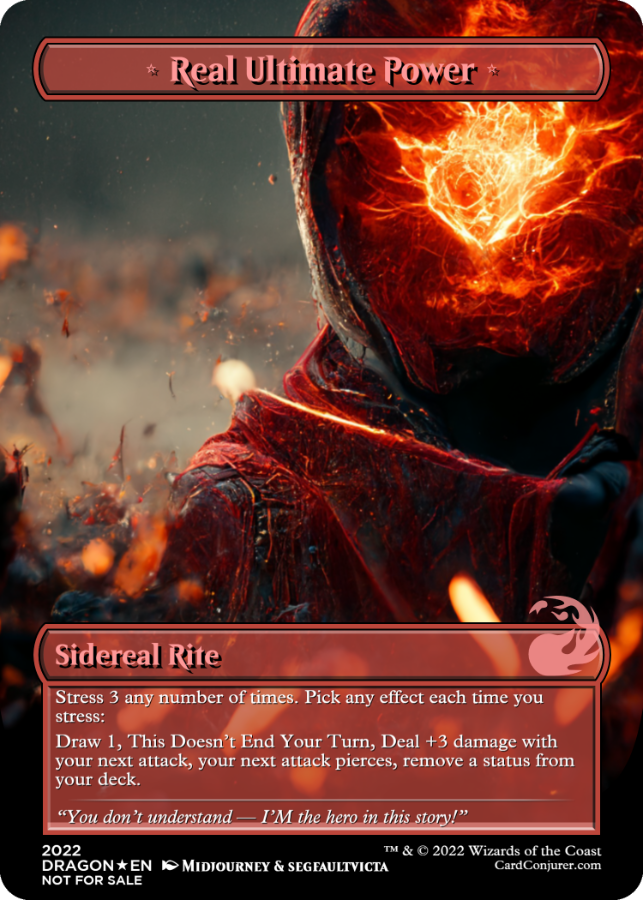 ☆ Real Ultimate Power ☆
Sidereal Rite
Stress 3 any number of times. Pick any effect each time you
stress:
Draw 1, This Doesn’t End Your Turn, Deal +3 damage with
your next attack, your next attack pierces, remove a status from
your deck.
“You don’t understand — I’M the hero in this story!”
2022
DRAGON★EN Midjourney & segfaultvicta
NOT FOR SALE
™ & © 2022 Wizards of the Coast
CardConjurer.com